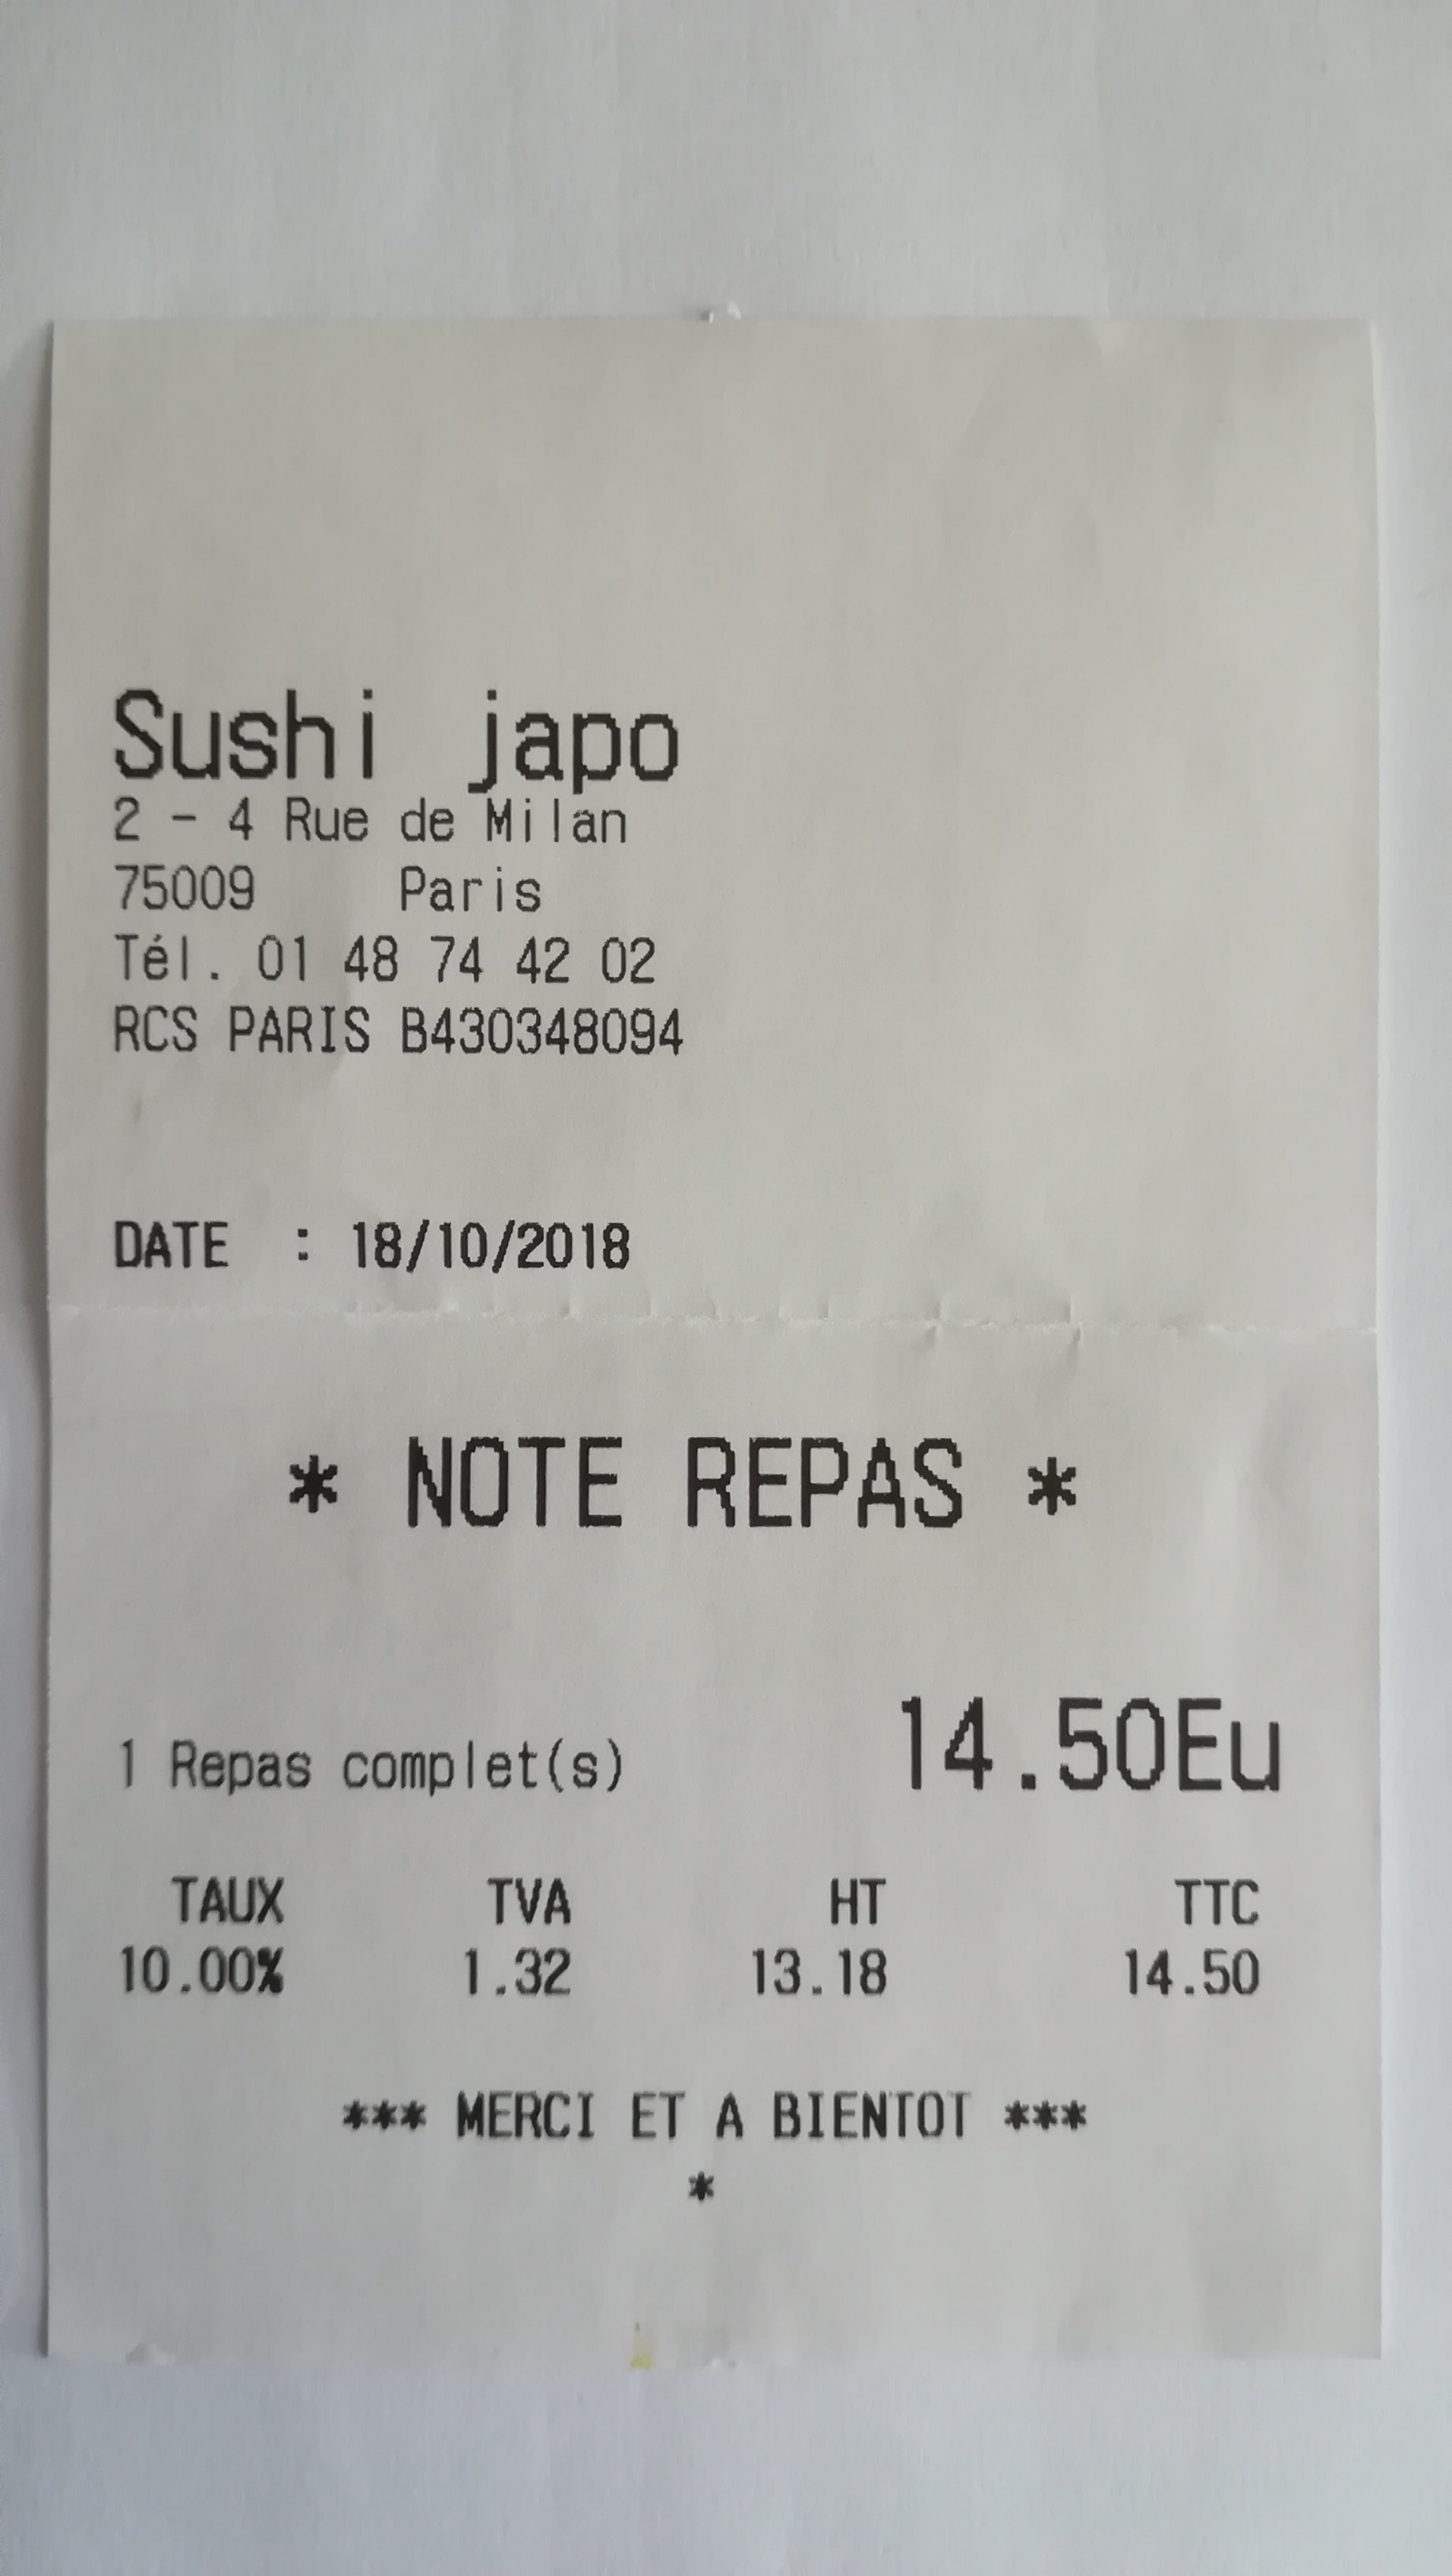 Sushi japo
2 - 4 Rue de Milan
75009 Paris
Tél. 01 48 74 42 02
RCS PARIS B430348094
DATE : 18/10/2018
* NOTE REPAS *
1 Repas complet(s) 14.50Eu
TAUX TVA HT TTC
10.00% 1.32 13.18 14.50
*** MERCI ET A BIENTOT ***
*